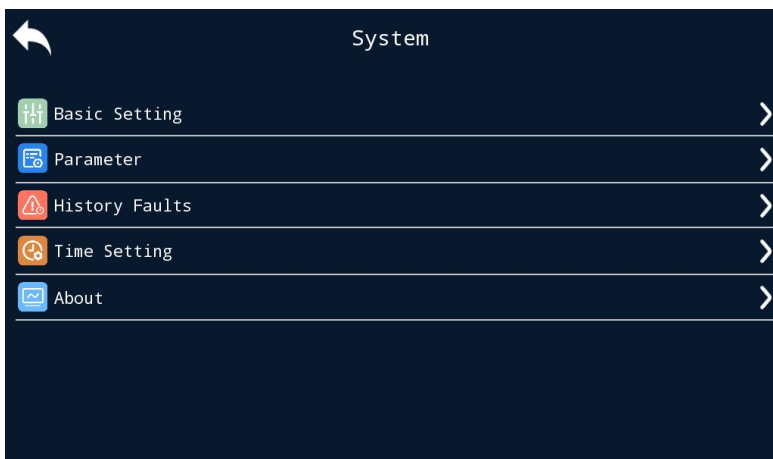 System
Basic Setting
Parameter
History Faults
Time Setting
About